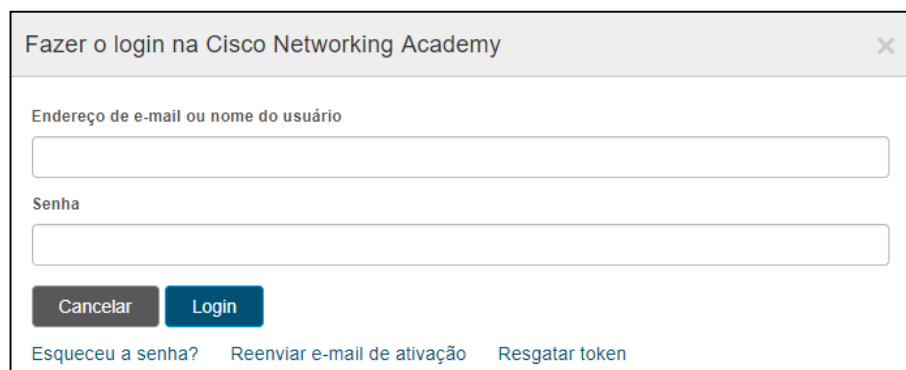 Fazer o login na Cisco Networking Academy ×
Endereço de e-mail ou nome do usuário
Senha
Cancelar Login
Esqueceu a senha? Reenviar e-mail de ativação Resgatar token